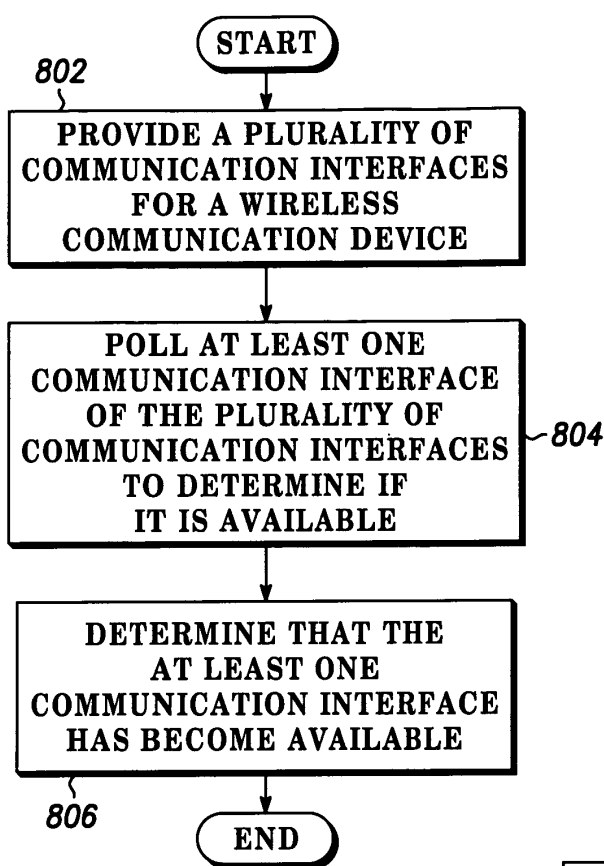 START
802
PROVIDE A PLURALITY OF
COMMUNICATION INTERFACES
FOR A WIRELESS
COMMUNICATION DEVICE
POLL AT LEAST ONE
COMMUNICATION INTERFACE
OF THE PLURALITY OF
COMMUNICATION INTERFACES
TO DETERMINE IF
IT IS AVAILABLE
804
DETERMINE THAT THE
AT LEAST ONE
COMMUNICATION INTERFACE
HAS BECOME AVAILABLE
806
END